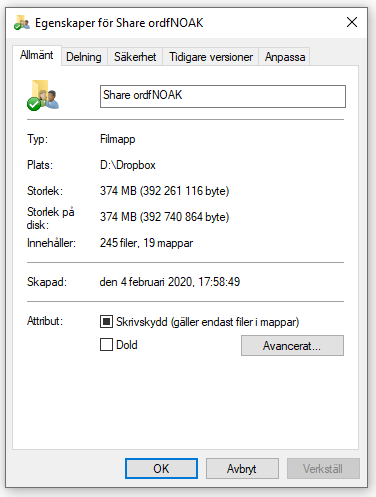 Egenskaper för Share ordfNOAK
Allmänt Delning Säkerhet Tidigare versioner Anpassa
Share ordfNOAK
Typ: Filmapp
Plats: D:\Dropbox
Storlek: 374 MB (392 261 116 byte)
Storlek på
disk: 374 MB (392 740 864 byte)
Innehåller: 245 filer, 19 mappar
Skapad: den 4 februari 2020, 17:58:49
Attribut: Skrivskydd (gäller endast filer i mappar)
Dold Avancerat...
OK Avbryt Verkställ